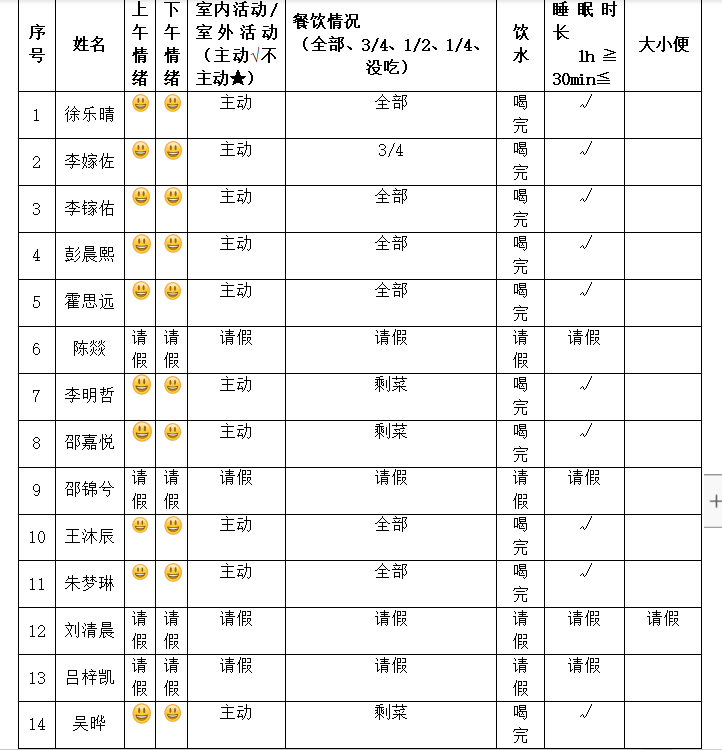 序号 姓名 上午情绪 下午情绪 室内活动/室外活动（主动√不主动★） 餐饮情况（全部、3/4、1/2、1/4、没吃） 饮水 睡眠时长 1h≧ 30min≦ 大小便
1 徐乐晴 😃 😃 主动 全部 喝完 √
2 李嫁佐 😃 😃 主动 3/4 喝完 √
3 李镓佑 😃 😃 主动 全部 喝完 √
4 彭晨熙 😃 😃 主动 全部 喝完 √
5 霍思远 😃 😃 主动 全部 喝完 √
6 陈燚 请假 请假 请假 请假 请假 请假
7 李明哲 😃 😃 主动 剩菜 喝完 √
8 邵嘉悦 😃 😃 主动 剩菜 喝完 √
9 邵锦兮 请假 请假 请假 请假 请假 请假
10 王沐辰 😃 😃 主动 全部 喝完 √
11 朱梦琳 😃 😃 主动 全部 喝完 √
12 刘清晨 请假 请假 请假 请假 请假 请假 请假
13 吕梓凯 请假 请假 请假 请假 请假 请假
14 吴晔 😃 😃 主动 剩菜 喝完 √